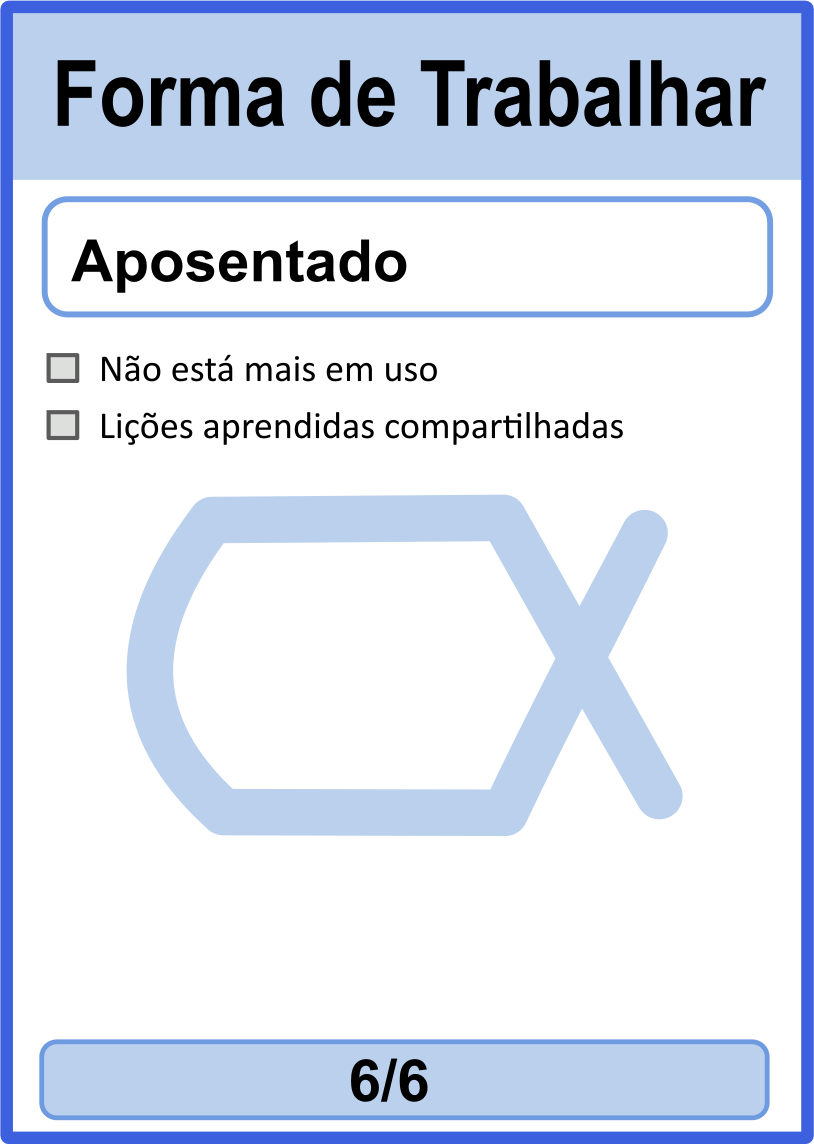 Forma de Trabalhar
Aposentado
Não está mais em uso
Lições aprendidas compartilhadas
6/6